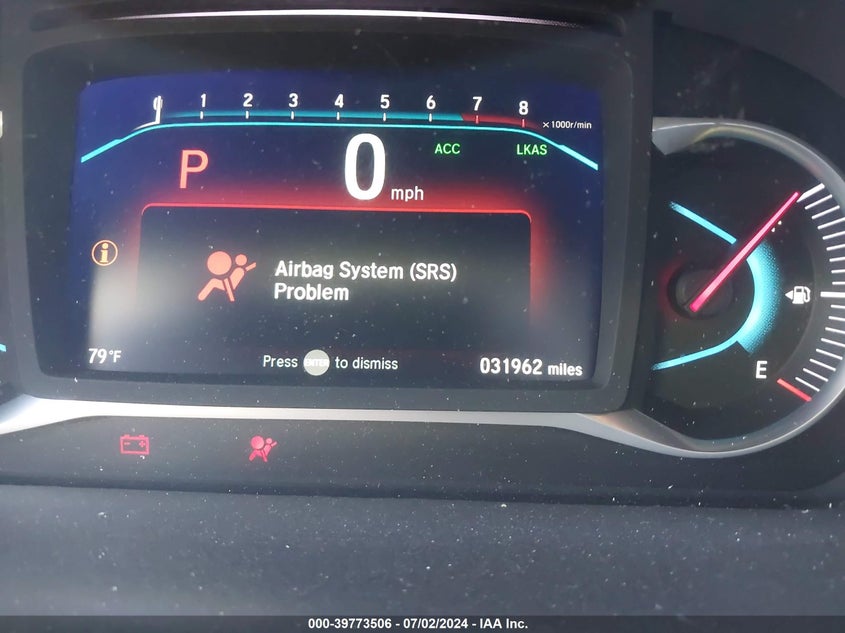 0 1 2 3 4 5 6 7 8 x1000r/min
ACC LKAS
P 0 mph
i
Airbag System (SRS)
Problem
E
79°F Press ENTER to dismiss 031962 miles
000-39773506 - 07/02/2024 - IAA Inc.